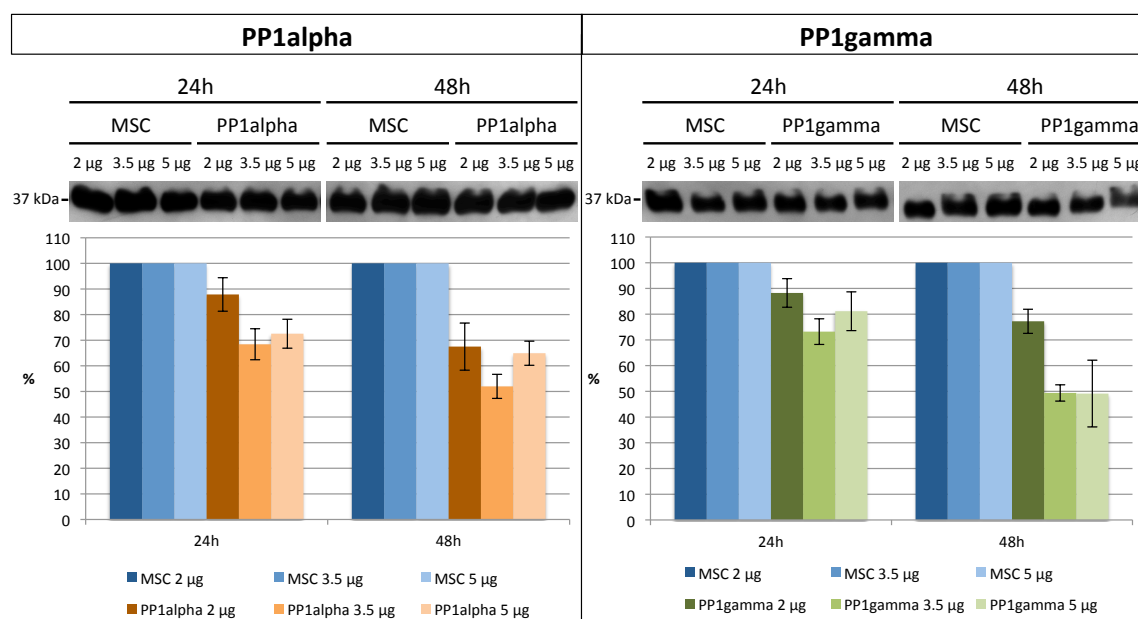 PP1alpha
24h 48h
MSC PP1alpha MSC PP1alpha
2 µg 3.5 µg 5 µg 2 µg 3.5 µg 5 µg 2 µg 3.5 µg 5 µg 2 µg 3.5 µg 5 µg
37 kDa
110
100
90
80
70
60
%
50
40
30
20
10
0
24h 48h
MSC 2 µg MSC 3.5 µg MSC 5 µg
PP1alpha 2 µg PP1alpha 3.5 µg PP1alpha 5 µg
PP1gamma
24h 48h
MSC PP1gamma MSC PP1gamma
2 µg 3.5 µg 5 µg 2 µg 3.5 µg 5 µg 2 µg 3.5 µg 5 µg 2 µg 3.5 µg 5 µg
37 kDa
110
100
90
80
70
60
%
50
40
30
20
10
0
24h 48h
MSC 2 µg MSC 3.5 µg MSC 5 µg
PP1gamma 2 µg PP1gamma 3.5 µg PP1gamma 5 µg